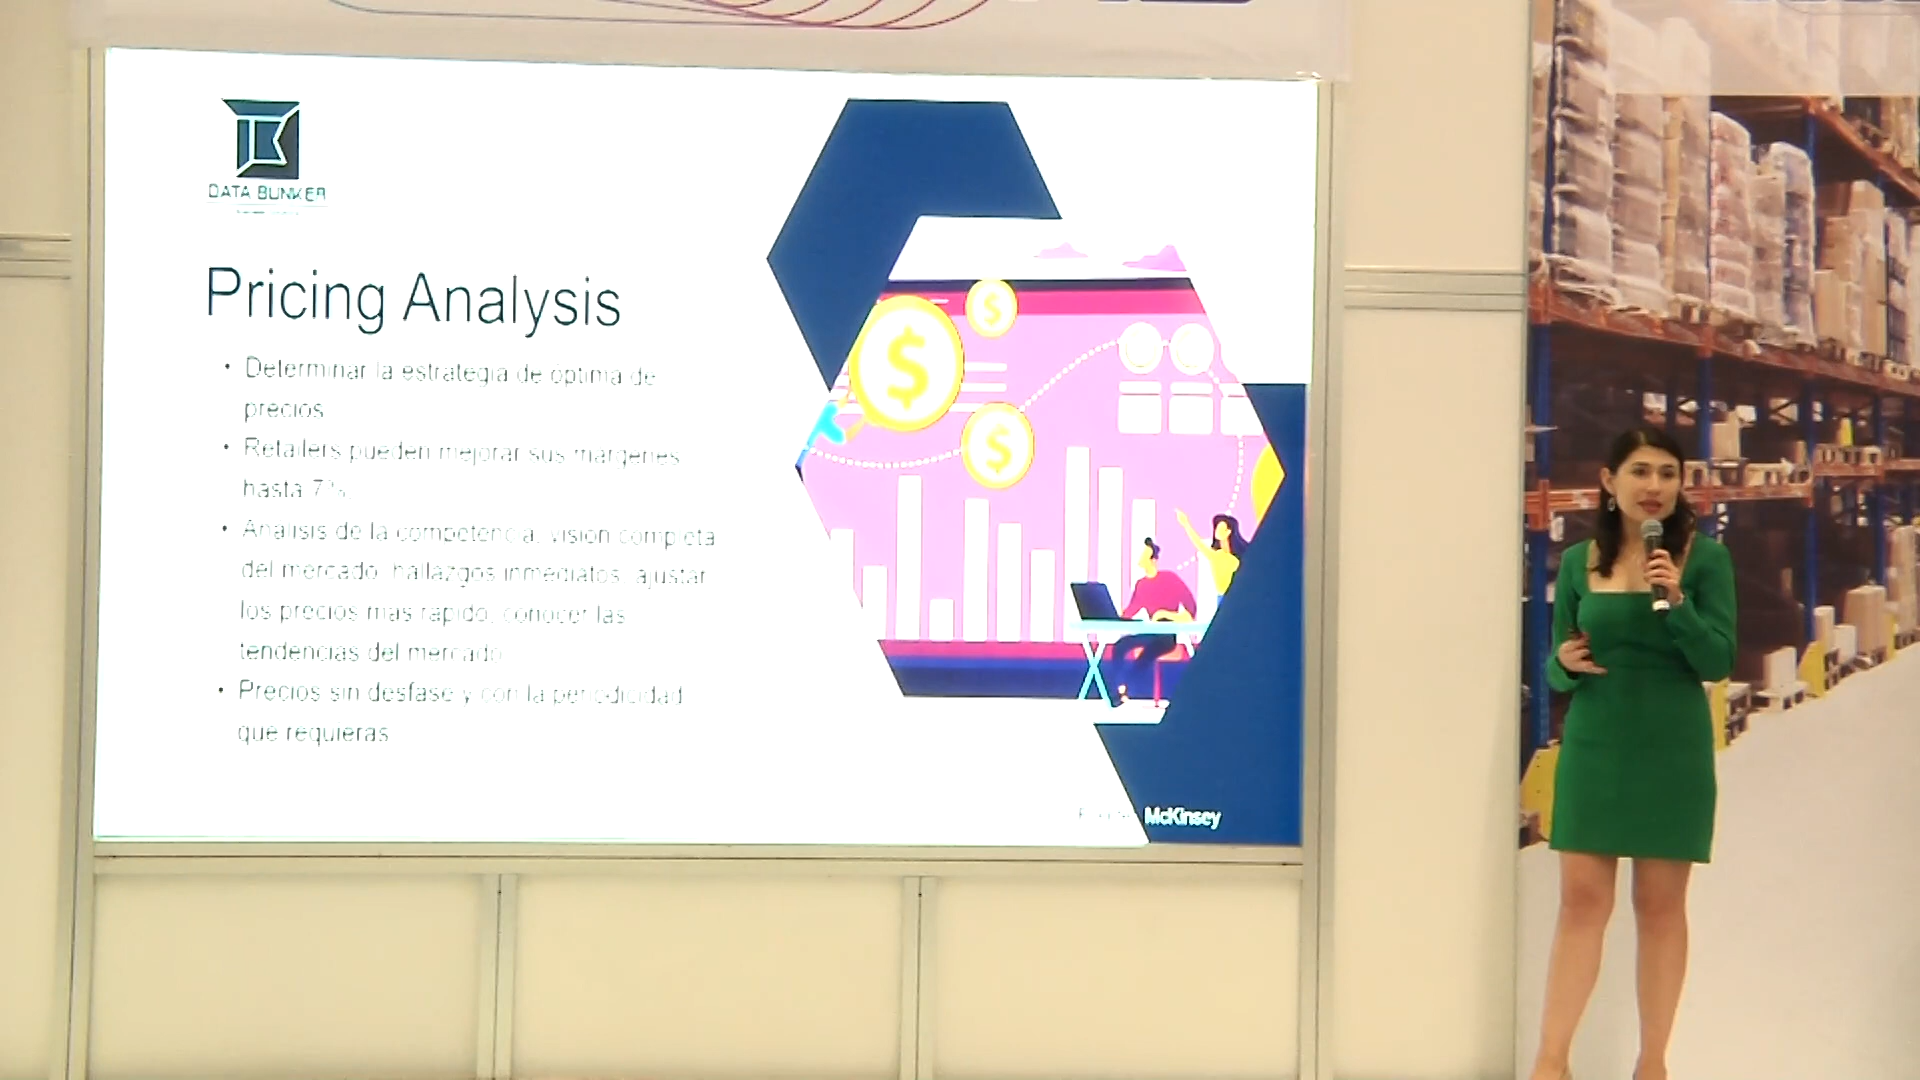 DATA BUNKER
Pricing Analysis
• Determinar la estrategia de optima de
precios
• Retailers pueden mejorar sus margenes
hasta 7%
• Analisis de la competencia, vision completa
del mercado, hallazgos inmediatos, ajustar
los precios mas rapido, conocer las
tendencias del mercado
• Precios sin desfase y con la periodicidad
que requieras
McKinsey